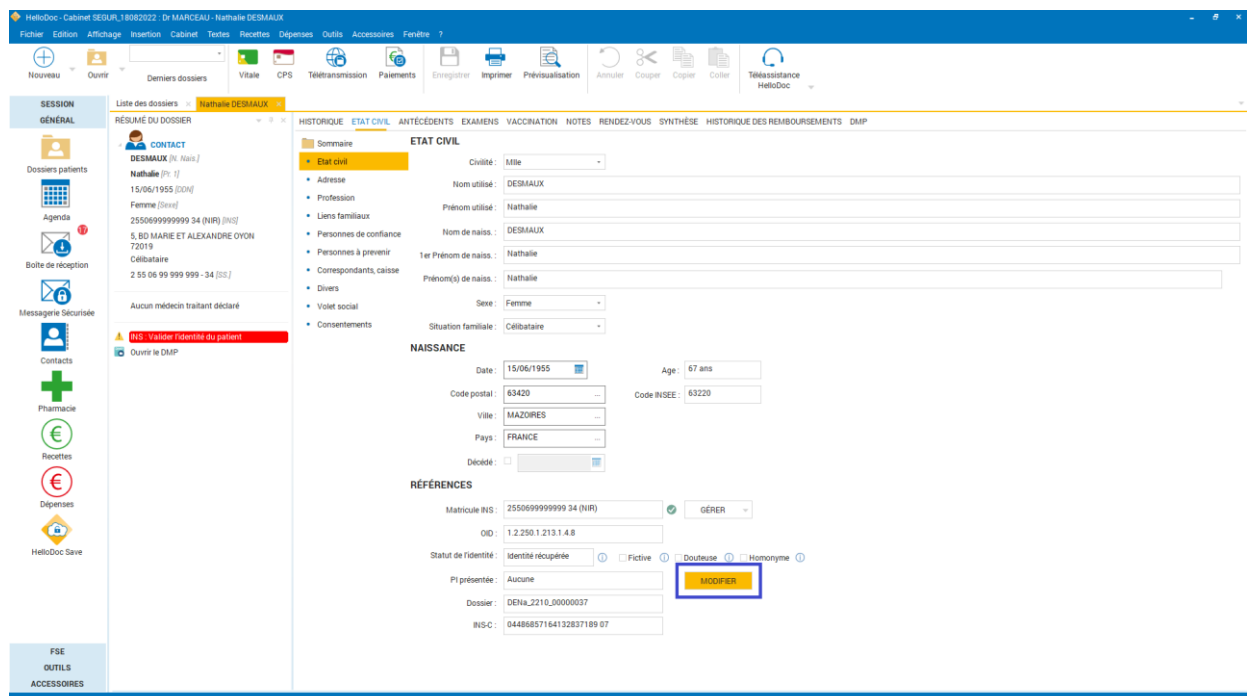 HelloDoc - Cabinet SEGUR_18082022 : Dr MARCEAU - Nathalie DESMAUX
Fichier Edition Affichage Insertion Cabinet Textes Recettes Dépenses Outils Accessoires Fenêtre ?
Nouveau Ouvrir Derniers dossiers Vitale CPS Télétransmission Paiements Enregistrer Imprimer Prévisualisation Annuler Couper Copier Coller Téléassistance
HelloDoc
SESSION
GÉNÉRAL
Dossiers patients
Agenda
17
Boîte de réception
Messagerie Sécurisée
Contacts
Pharmacie
Recettes
Dépenses
HelloDoc Save
FSE
OUTILS
ACCESSOIRES
Liste des dossiers Nathalie DESMAUX
RÉSUMÉ DU DOSSIER
CONTACT
DESMAUX [N. Nais.]
Nathalie [Pr. 1]
15/06/1955 [DDN]
Femme [Sexe]
2550699999999 34 (NIR) [INS]
5, BD MARIE ET ALEXANDRE OYON
72019
Célibataire
2 55 06 99 999 999 - 34 [SS.]
Aucun médecin traitant déclaré
INS : Valider l'identité du patient
Ouvrir le DMP
HISTORIQUE ETAT CIVIL ANTÉCÉDENTS EXAMENS VACCINATION NOTES RENDEZ-VOUS SYNTHÈSE HISTORIQUE DES REMBOURSEMENTS DMP
Sommaire
Etat civil
Adresse
Profession
Liens familiaux
Personnes de confiance
Personnes à prevenir
Correspondants, caisse
Divers
Volet social
Consentements
ETAT CIVIL
Civilité : Mlle
Nom utilisé : DESMAUX
Prénom utilisé : Nathalie
Nom de naiss. : DESMAUX
1er Prénom de naiss. : Nathalie
Prénom(s) de naiss. : Nathalie
Sexe : Femme
Situation familiale : Célibataire
NAISSANCE
Date : 15/06/1955 Age : 67 ans
Code postal : 63420 ... Code INSEE : 63220
Ville : MAZOIRES ...
Pays : FRANCE ...
Décédé :
RÉFÉRENCES
Matricule INS : 2550699999999 34 (NIR) GÉRER
OID : 1.2.250.1.213.1.4.8
Statut de l'identité : Identité récupérée Fictive Douteuse Homonyme
PI présentée : Aucune MODIFIER
Dossier : DENa_2210_00000037
INS-C : 0448685716413283718907